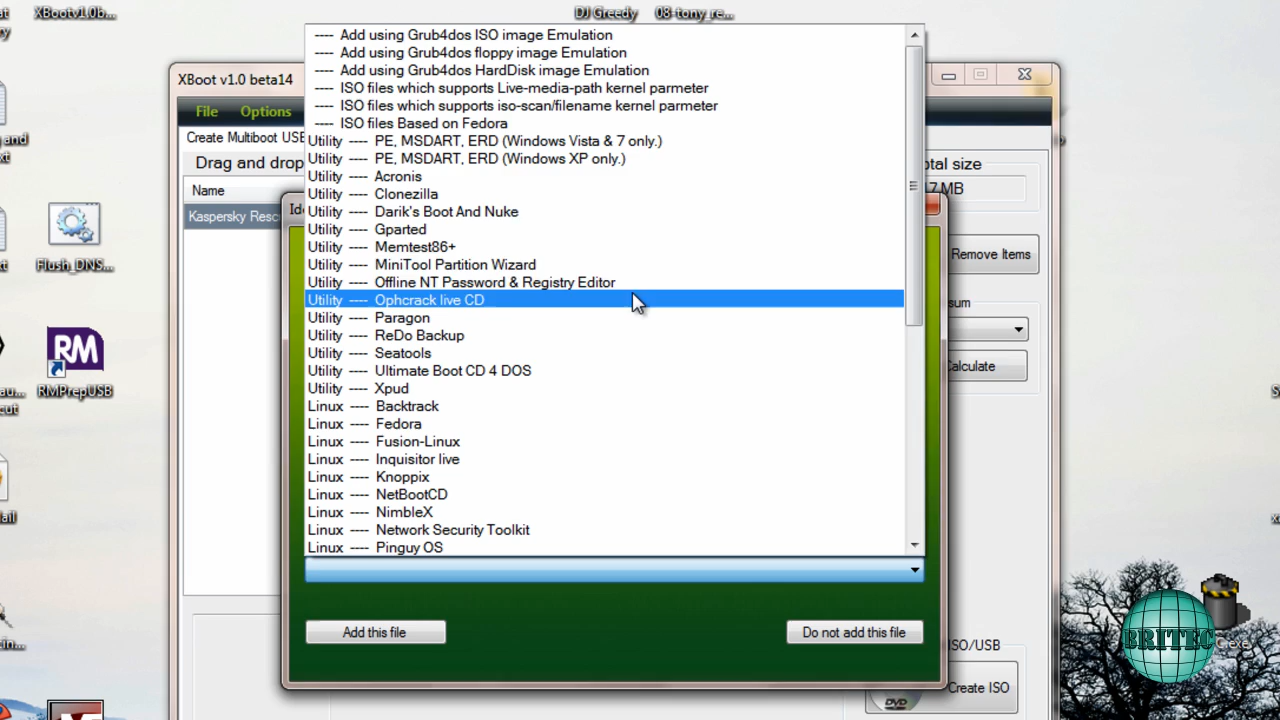 XBootv1.0b...
DJ Greedy
08-tony_re...
XBoot v1.0 beta14
File
Options
Create Multiboot USB
Drag and drop
Name
Kaspersky Resc
---- Add using Grub4dos ISO image Emulation
---- Add using Grub4dos floppy image Emulation
---- Add using Grub4dos HardDisk image Emulation
---- ISO files which supports Live-media-path kernel parmeter
---- ISO files which supports iso-scan/filename kernel parmeter
---- ISO files Based on Fedora
Utility ---- PE, MSDART, ERD (Windows Vista & 7 only.)
Utility ---- PE, MSDART, ERD (Windows XP only.)
Utility ---- Acronis
Utility ---- Clonezilla
Utility ---- Darik's Boot And Nuke
Utility ---- Gparted
Utility ---- Memtest86+
Utility ---- MiniTool Partition Wizard
Utility ---- Offline NT Password & Registry Editor
Utility ---- Ophcrack live CD
Utility ---- Paragon
Utility ---- ReDo Backup
Utility ---- Seatools
Utility ---- Ultimate Boot CD 4 DOS
Utility ---- Xpud
Linux ---- Backtrack
Linux ---- Fedora
Linux ---- Fusion-Linux
Linux ---- Inquisitor live
Linux ---- Knoppix
Linux ---- NetBootCD
Linux ---- NimbleX
Linux ---- Network Security Toolkit
Linux ---- Pinguy OS
Add this file
Do not add this file
otal size
7 MB
Remove Items
sum
Calculate
ISO/USB
Create ISO
DVD
Flush_DNS...
RM
RMPrepUSB
BRITEC
C.exe